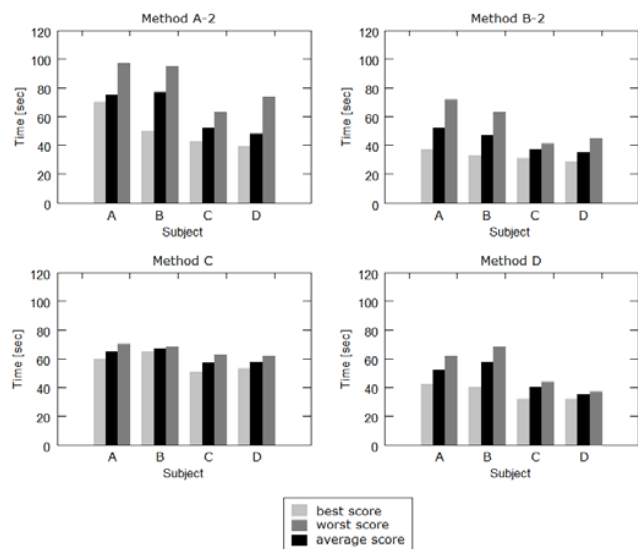 Method A-2
Time [sec]
120
100
80
60
40
20
0
A B C D
Subject
Method B-2
Time [sec]
120
100
80
60
40
20
0
A B C D
Subject
Method C
Time [sec]
120
100
80
60
40
20
0
A B C D
Subject
Method D
Time [sec]
120
100
80
60
40
20
0
A B C D
Subject
best score
worst score
average score